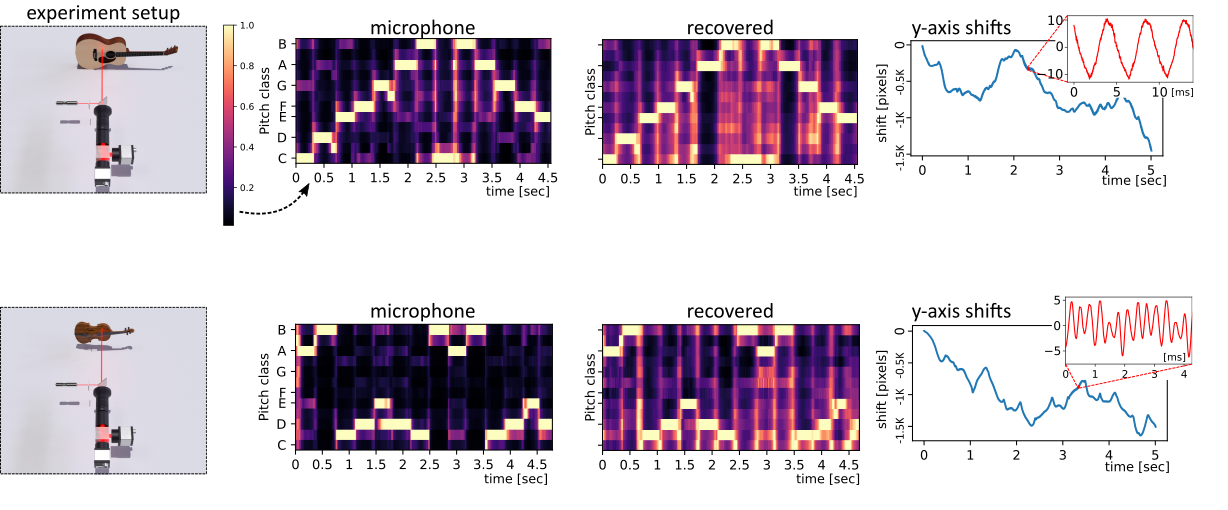 experiment setup
microphone
recovered
y-axis shifts
1.0
0.8
0.6
0.4
0.2
Pitch class
B
A
G
F
E
D
C
0 0.5 1 1.5 2 2.5 3 3.5 4 4.5
time [sec]
0 0.5 1 1.5 2 2.5 3 3.5 4 4.5
time [sec]
shift [pixels]
0
-0.5K
-1K
-1.5K
0 1 2 3 4 5
time [sec]
10
0
−10
0 5 10 [ms]
microphone
recovered
y-axis shifts
Pitch class
B
A
G
F
E
D
C
0 0.5 1 1.5 2 2.5 3 3.5 4 4.5
time [sec]
0 0.5 1 1.5 2 2.5 3 3.5 4 4.5
time [sec]
shift [pixels]
0
-0.5K
-1K
-1.5K
0 1 2 3 4 5
time [sec]
5
0
−5
[ms]
0 1 2 3 4